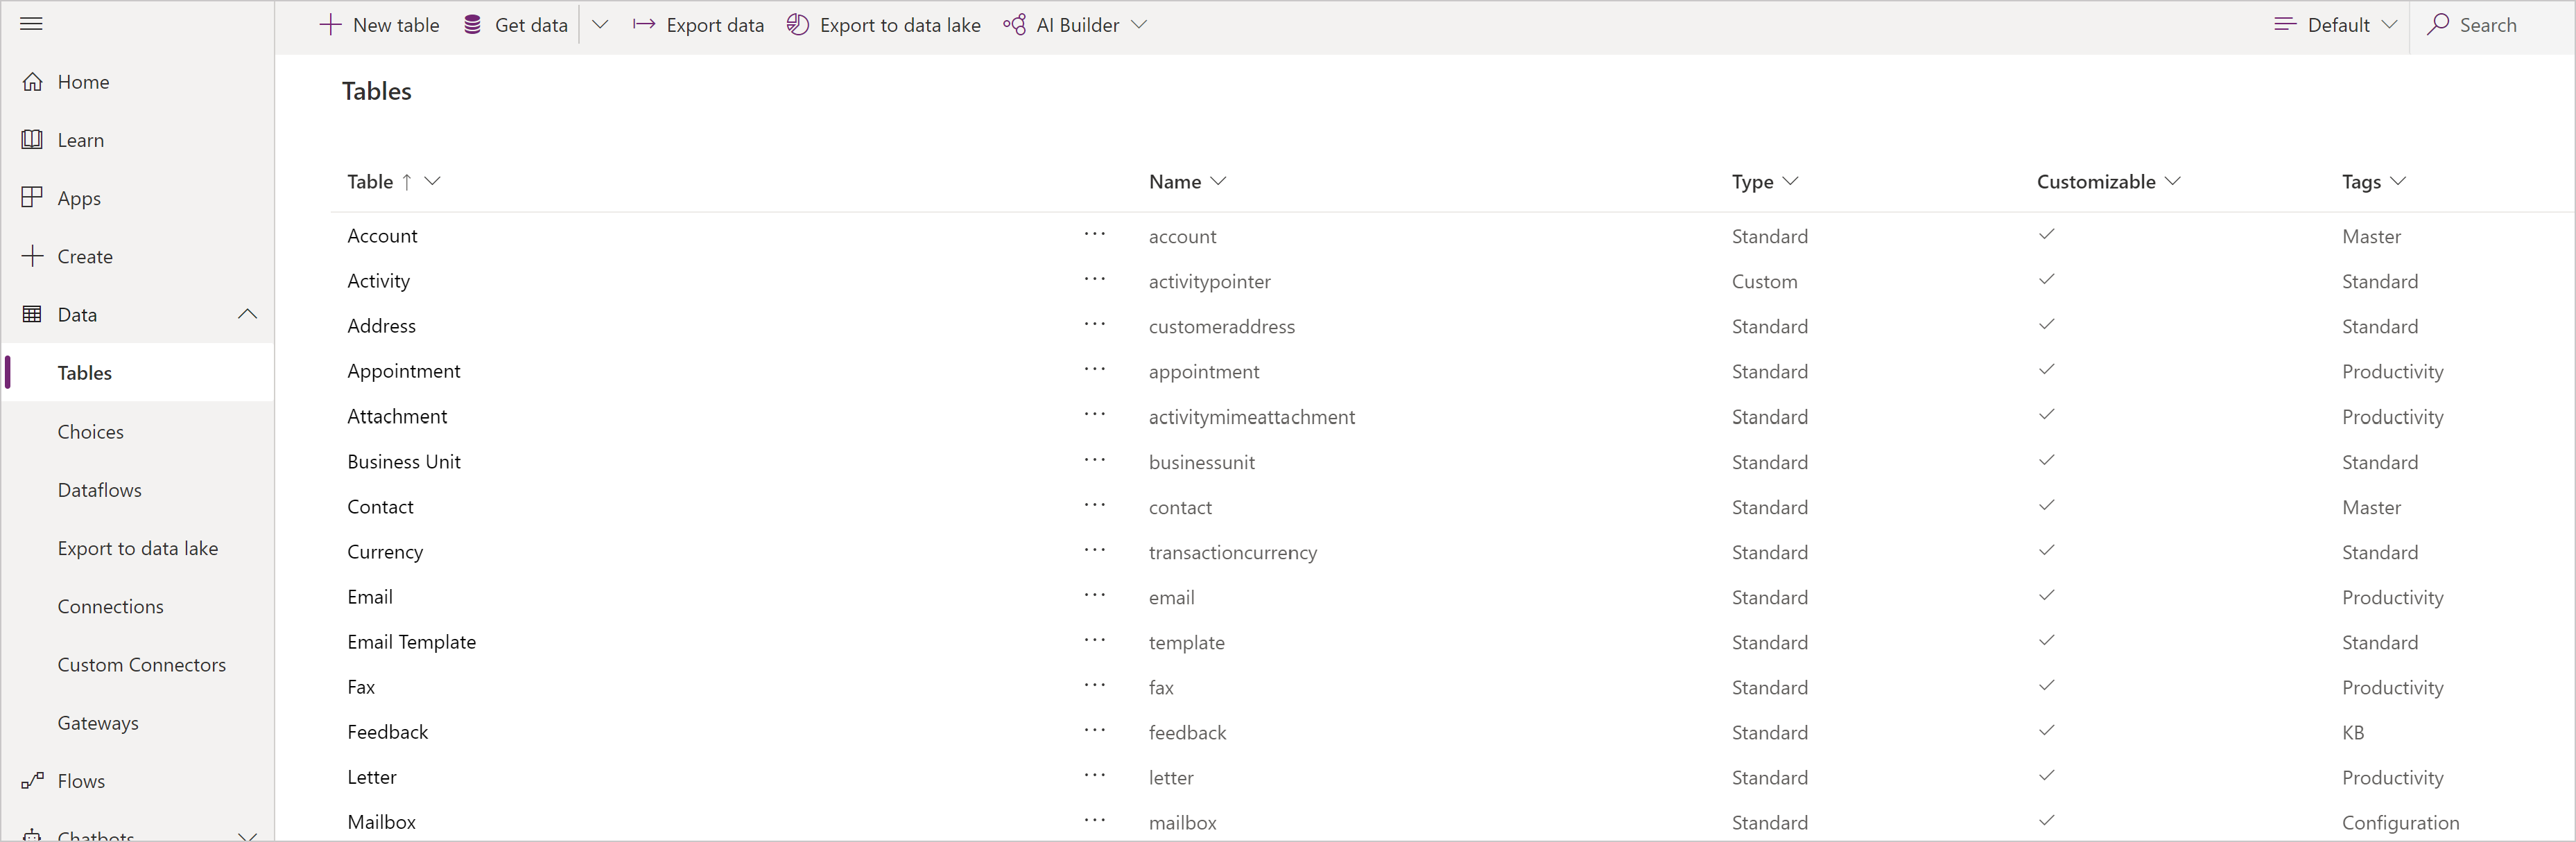 New table Get data Export data Export to data lake AI Builder Default Search
Home
Learn
Apps
Create
Data
Tables
Choices
Dataflows
Export to data lake
Connections
Custom Connectors
Gateways
Flows
Chatbots
Tables
Table Name Type Customizable Tags
Account ... account Standard Master
Activity ... activitypointer Custom Standard
Address ... customeraddress Standard Standard
Appointment ... appointment Standard Productivity
Attachment ... activitymimeattachment Standard Productivity
Business Unit ... businessunit Standard Standard
Contact ... contact Standard Master
Currency ... transactioncurrency Standard Standard
Email ... email Standard Productivity
Email Template ... template Standard Standard
Fax ... fax Standard Productivity
Feedback ... feedback Standard KB
Letter ... letter Standard Productivity
Mailbox ... mailbox Standard Configuration